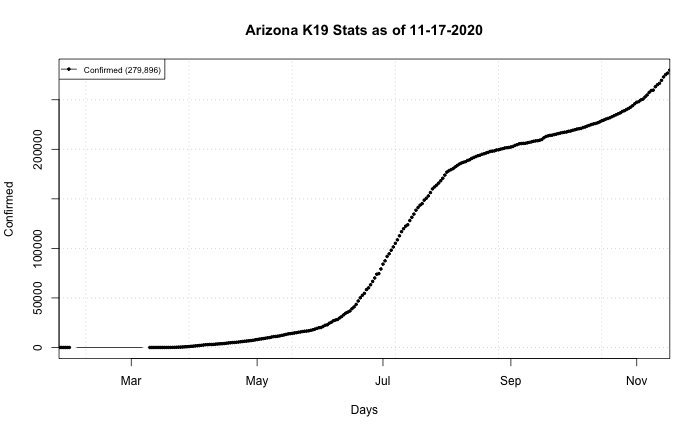 Arizona K19 Stats as of 11-17-2020
Confirmed (279,896)
Confirmed
200000
100000
50000
0
Mar
May
Jul
Sep
Nov
Days